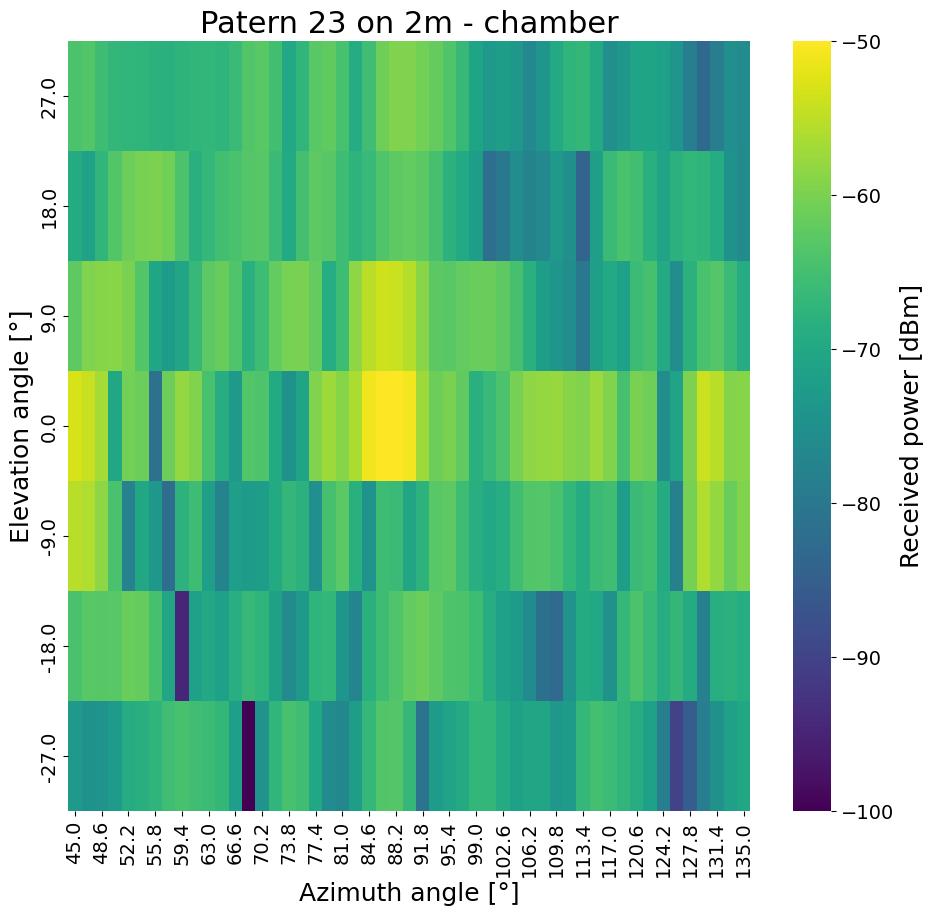 Patern 23 on 2m - chamber
Elevation angle [°]
27.0
18.0
9.0
0.0
-9.0
-18.0
-27.0
45.0 48.6 52.2 55.8 59.4 63.0 66.6 70.2 73.8 77.4 81.0 84.6 88.2 91.8 95.4 99.0 102.6 106.2 109.8 113.4 117.0 120.6 124.2 127.8 131.4 135.0
Azimuth angle [°]
−50
−60
−70
−80
−90
−100
Received power [dBm]